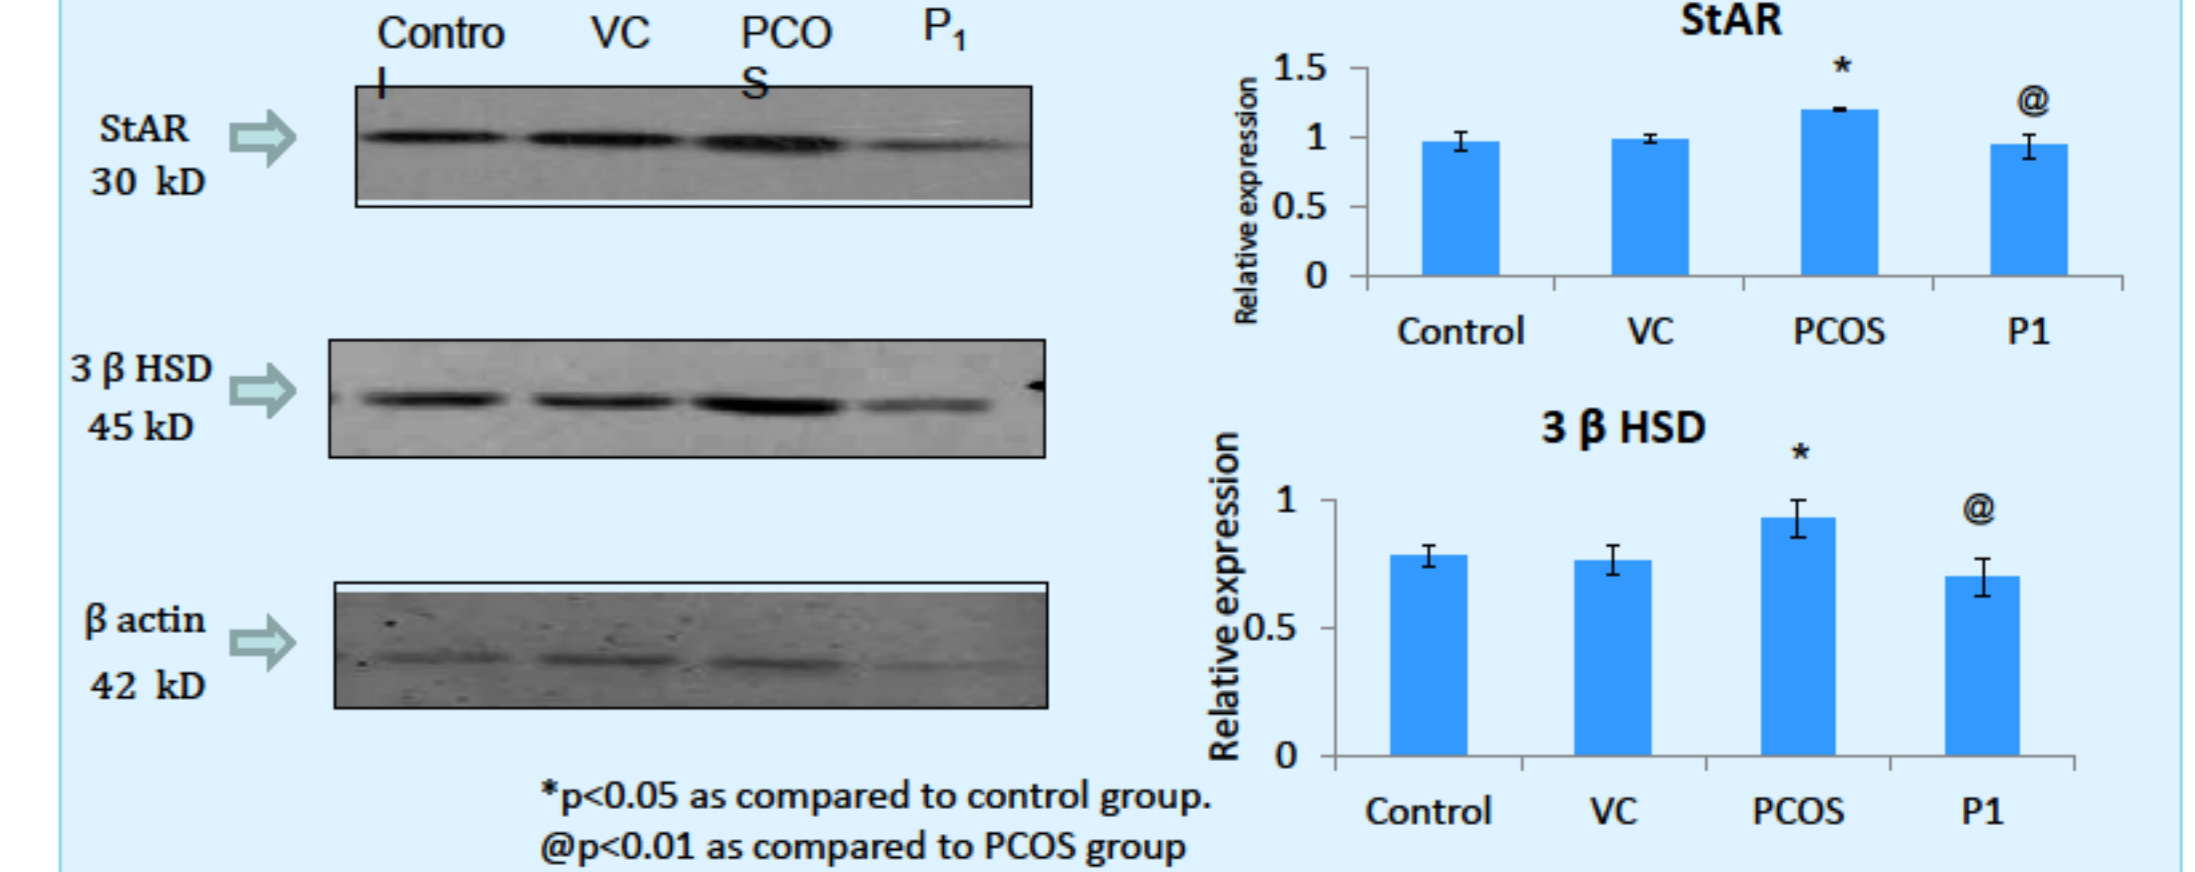 Contro
l
VC
PCO
S
P1
StAR
30 kD
3 β HSD
45 kD
β actin
42 kD
*p<0.05 as compared to control group.
@p<0.01 as compared to PCOS group
StAR
Relative expression
1.5
1
0.5
0
*
@
Control VC PCOS P1
3 β HSD
Relative expression
1
0.5
0
*
@
Control VC PCOS P1